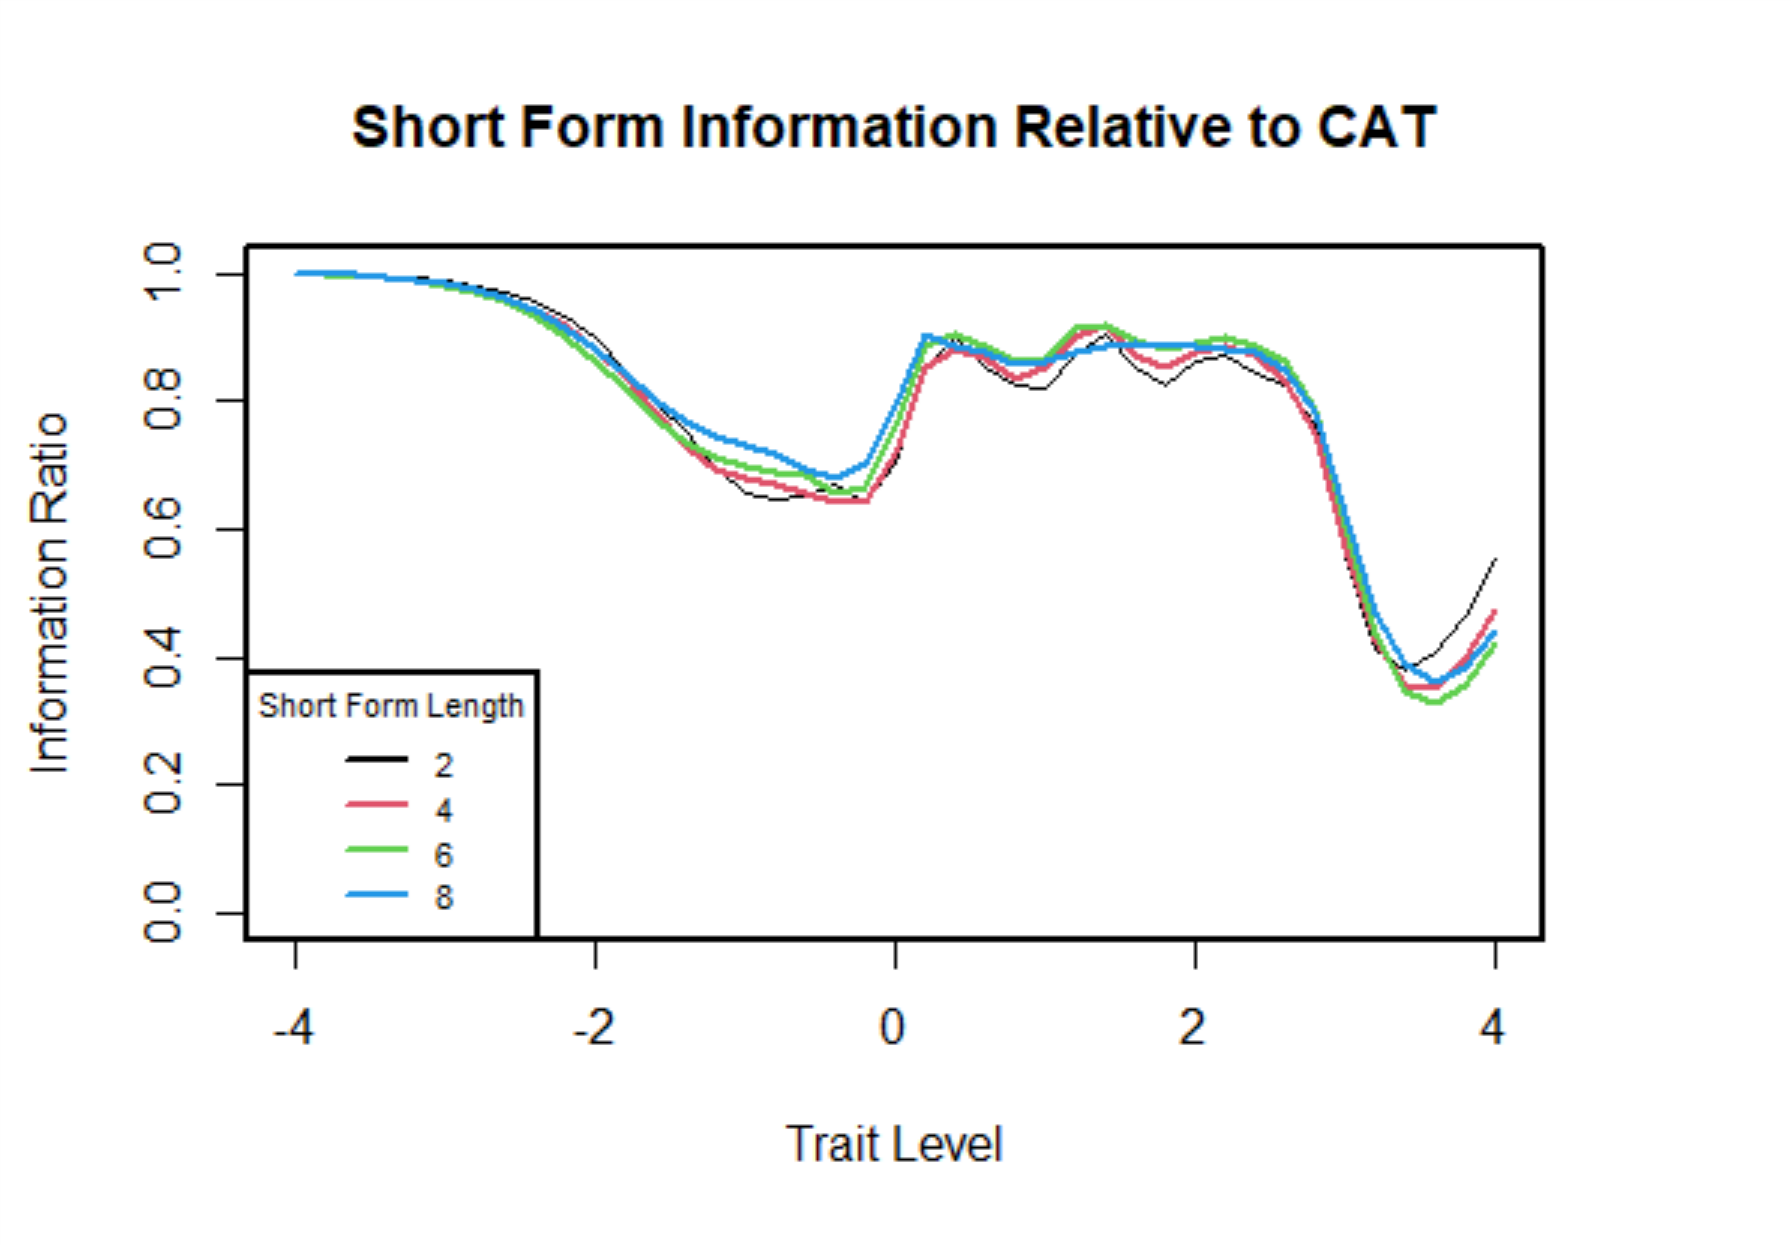 Short Form Information Relative to CAT
Information Ratio
1.0
0.8
0.6
0.4
0.2
0.0
Short Form Length
2
4
6
8
-4 -2 0 2 4
Trait Level